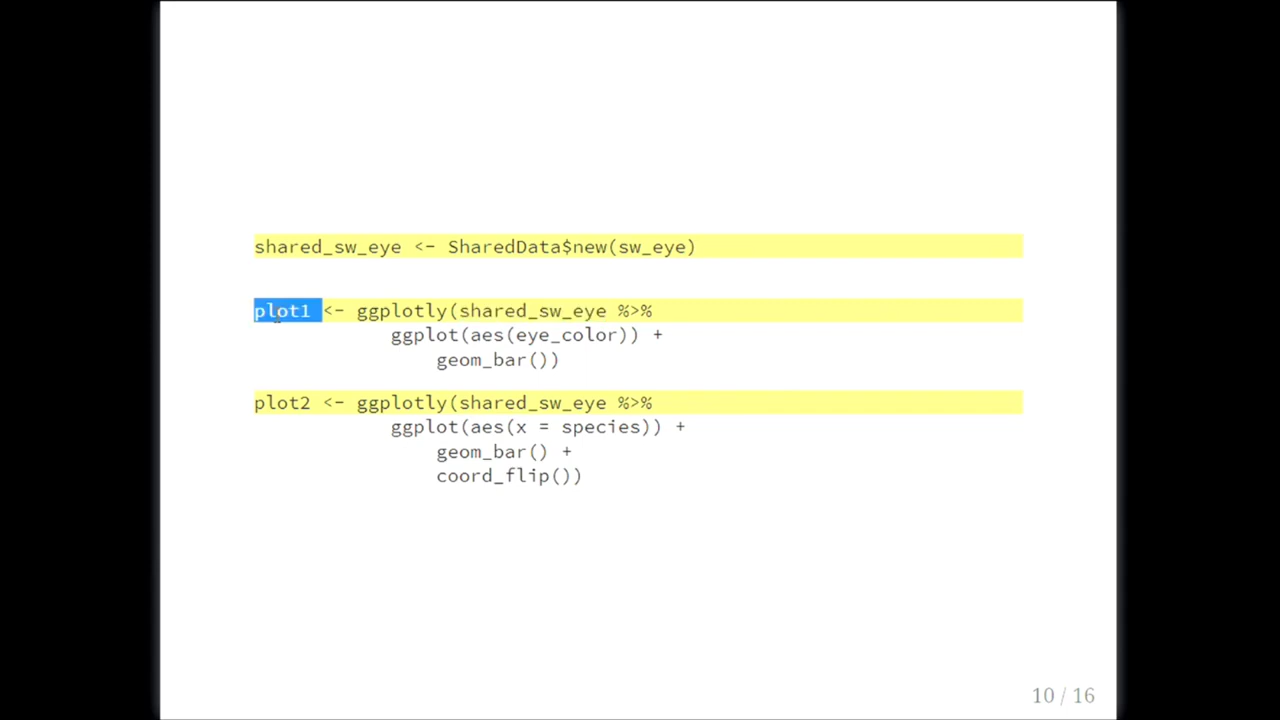 shared_sw_eye <- SharedData$new(sw_eye)
plot1 <- ggplotly(shared_sw_eye %>%
ggplot(aes(eye_color)) +
geom_bar())
plot2 <- ggplotly(shared_sw_eye %>%
ggplot(aes(x = species)) +
geom_bar() +
coord_flip())
10 / 16